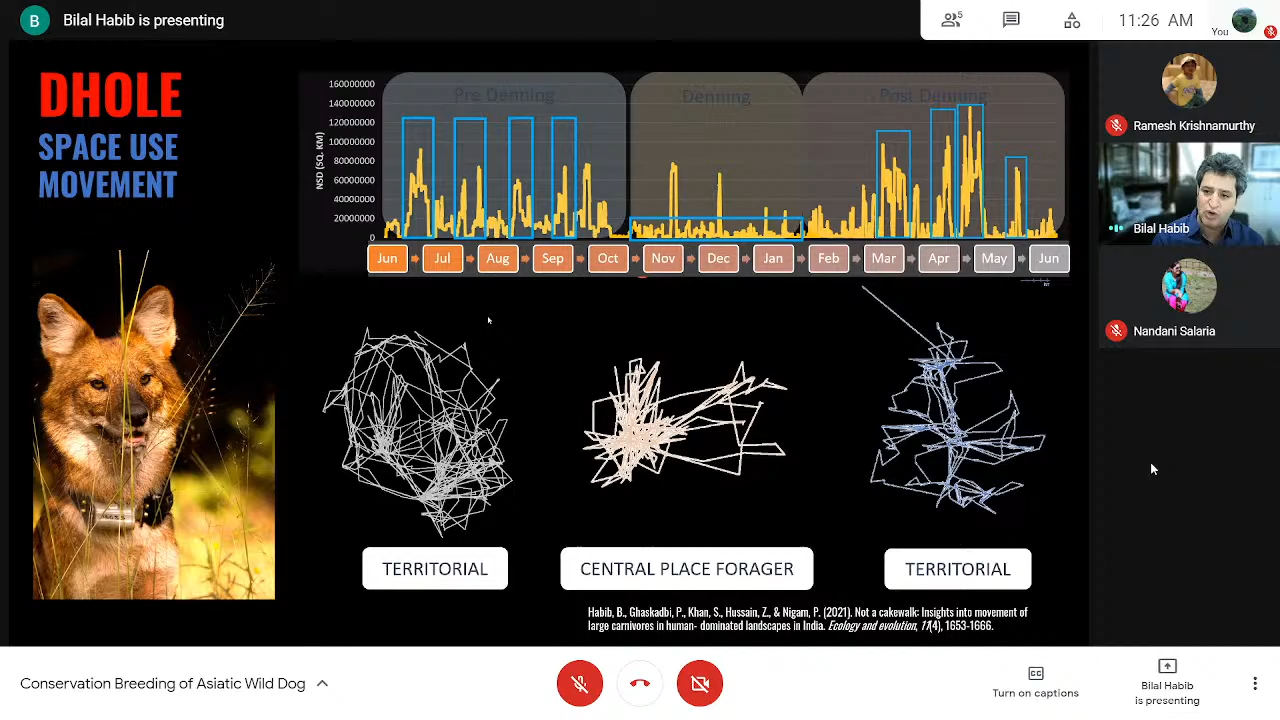 B
Bilal Habib is presenting
5
11:26 AM
You
DHOLE
SPACE USE
MOVEMENT
Pre Denning
Denning
Post Denning
NSD (SQ. KM)
160000000
140000000
120000000
100000000
80000000
60000000
40000000
20000000
0
Jun
Jul
Aug
Sep
Oct
Nov
Dec
Jan
Feb
Mar
Apr
May
Jun
Ramesh Krishnamurthy
Bilal Habib
Nandani Salaria
TERRITORIAL
CENTRAL PLACE FORAGER
TERRITORIAL
Habib, B., Ghaskadbi, P., Khan, S., Hussain, Z., & Nigam, P. (2021). Not a cakewalk: Insights into movement of
large carnivores in human- dominated landscapes in India. Ecology and evolution, 11(4), 1653-1666.
Conservation Breeding of Asiatic Wild Dog
CC
Turn on captions
Bilal Habib
is presenting